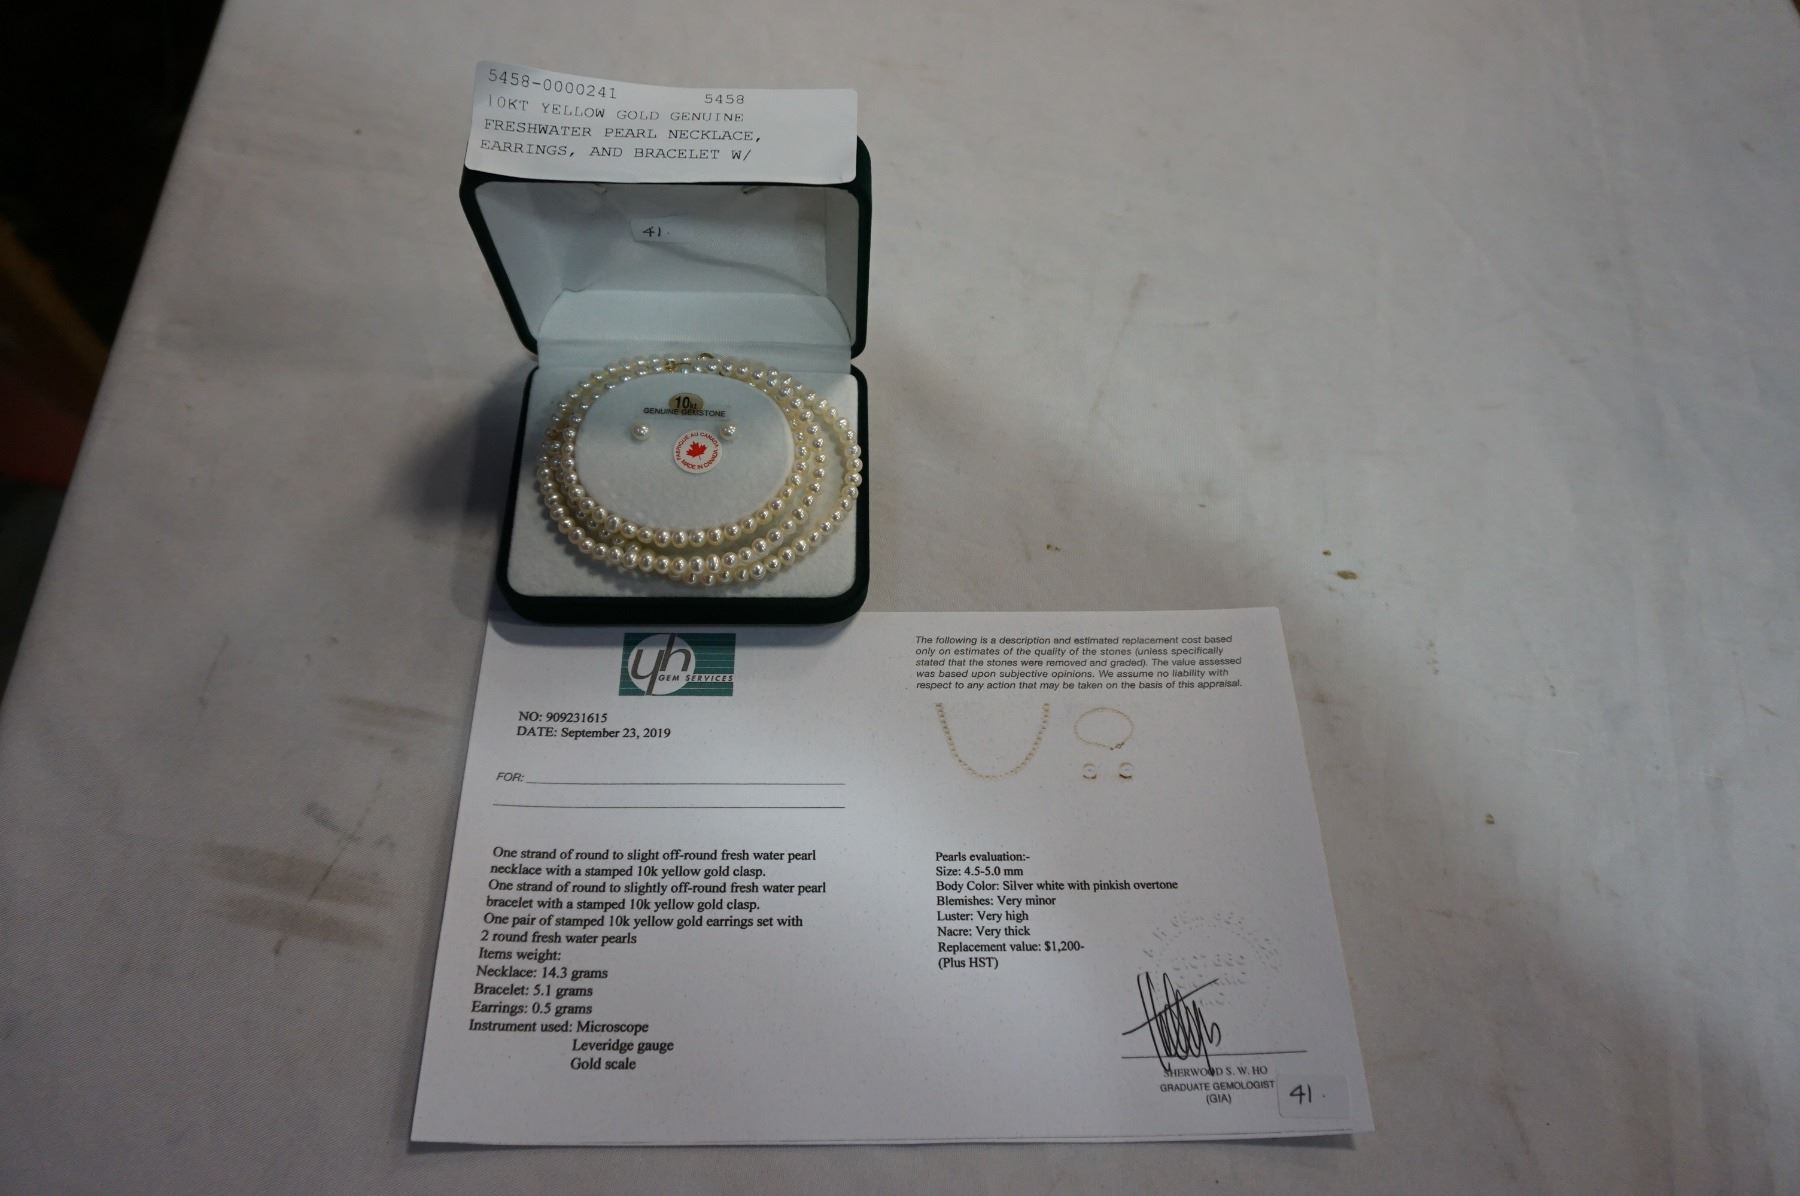 5458-0000241 5458
10KT YELLOW GOLD GENUINE
FRESHWATER PEARL NECKLACE,
EARRINGS, AND BRACELET W/
41.
10kt
GENUINE GEMSTONE
FABRIQUÉ AU CANADA
MADE IN CANADA
yh
GEM SERVICES
NO: 909231615
DATE: September 23, 2019
FOR:
One strand of round to slight off-round fresh water pearl
necklace with a stamped 10k yellow gold clasp.
One strand of round to slightly off-round fresh water pearl
bracelet with a stamped 10k yellow gold clasp.
One pair of stamped 10k yellow gold earrings set with
2 round fresh water pearls
Items weight:
Necklace: 14.3 grams
Bracelet: 5.1 grams
Earrings: 0.5 grams
Instrument used: Microscope
Leveridge gauge
Gold scale
The following is a description and estimated replacement cost based
only on estimates of the quality of the stones (unless specifically
stated that the stones were removed and graded). The value assessed
was based upon subjective opinions. We assume no liability with
respect to any action that may be taken on the basis of this appraisal.
Pearls evaluation:-
Size: 4.5-5.0 mm
Body Color: Silver white with pinkish overtone
Blemishes: Very minor
Luster: Very high
Nacre: Very thick
Replacement value: $1,200-
(Plus HST)
SHERWOOD S. W. HO
GRADUATE GEMOLOGIST
(GIA)
41.